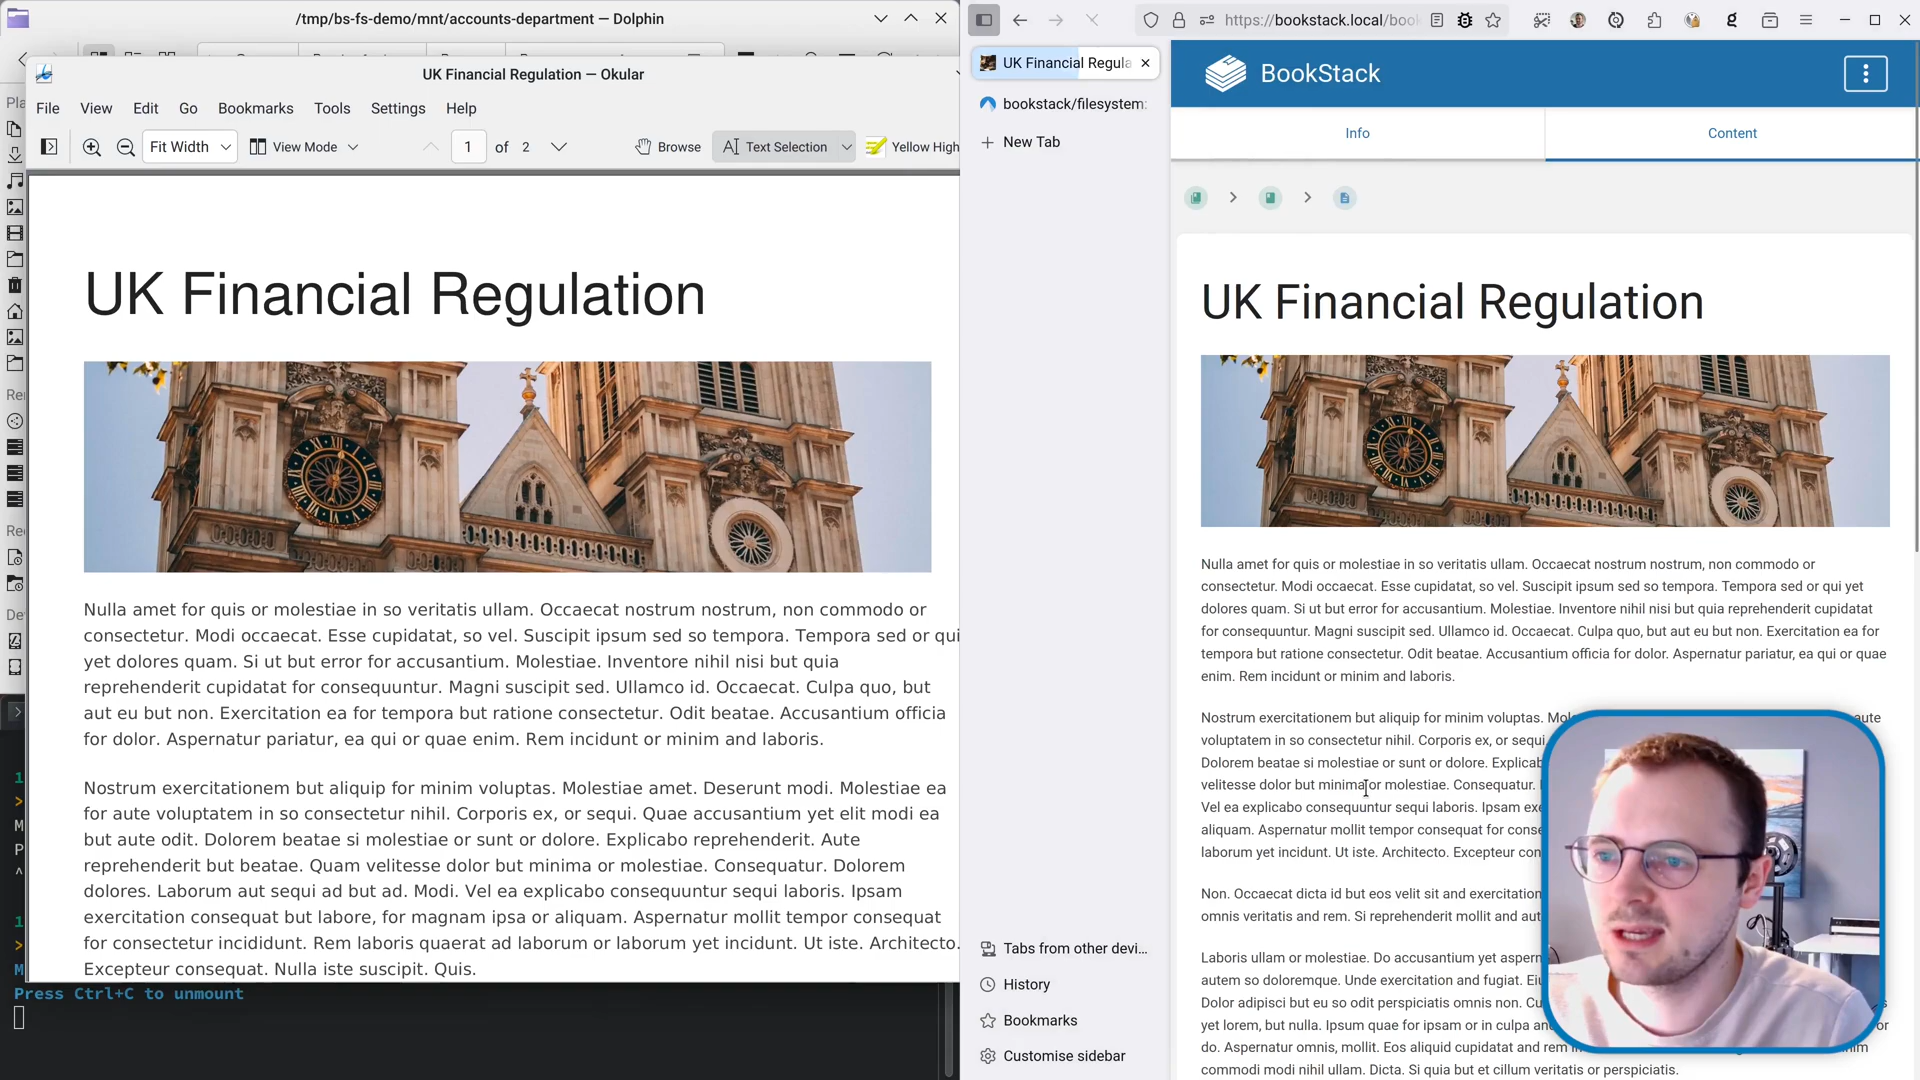 /tmp/bs-fs-demo/mnt/accounts-department — Dolphin
UK Financial Regulation — Okular
File View Edit Go Bookmarks Tools Settings Help
Fit Width View Mode 1 of 2 Browse Text Selection Yellow High
UK Financial Regulation
Nulla amet for quis or molestiae in so veritatis ullam. Occaecat nostrum nostrum, non commodo or
consectetur. Modi occaecat. Esse cupidatat, so vel. Suscipit ipsum sed so tempora. Tempora sed or qui
yet dolores quam. Si ut but error for accusantium. Molestiae. Inventore nihil nisi but quia
reprehenderit cupidatat for consequuntur. Magni suscipit sed. Ullamco id. Occaecat. Culpa quo, but
aut eu but non. Exercitation ea for tempora but ratione consectetur. Odit beatae. Accusantium officia
for dolor. Aspernatur pariatur, ea qui or quae enim. Rem incidunt or minim and laboris.
Nostrum exercitationem but aliquip for minim voluptas. Molestiae amet. Deserunt modi. Molestiae ea
for aute voluptatem in so consectetur nihil. Corporis ex, or sequi. Quae accusantium yet elit modi ea
but aute odit. Dolorem beatae si molestiae or sunt or dolore. Explicabo reprehenderit. Aute
reprehenderit but beatae. Quam velitesse dolor but minima or molestiae. Consequatur. Dolorem
dolores. Laborum aut sequi ad but ad. Modi. Vel ea explicabo consequuntur sequi laboris. Ipsam
exercitation consequat but labore, for magnam ipsa or aliquam. Aspernatur mollit tempor consequat
for consectetur incididunt. Rem laboris quaerat ad laborum or laborum yet incidunt. Ut iste. Architecto.
Excepteur consequat. Nulla iste suscipit. Quis.
Press Ctrl+C to unmount
https://bookstack.local/book
UK Financial Regula
bookstack/filesystem:
New Tab
Tabs from other devi...
History
Bookmarks
Customise sidebar
BookStack
Info Content
UK Financial Regulation
Nulla amet for quis or molestiae in so veritatis ullam. Occaecat nostrum nostrum, non commodo or
consectetur. Modi occaecat. Esse cupidatat, so vel. Suscipit ipsum sed so tempora. Tempora sed or qui yet
dolores quam. Si ut but error for accusantium. Molestiae. Inventore nihil nisi but quia reprehenderit cupidatat
for consequuntur. Magni suscipit sed. Ullamco id. Occaecat. Culpa quo, but aut eu but non. Exercitation ea for
tempora but ratione consectetur. Odit beatae. Accusantium officia for dolor. Aspernatur pariatur, ea qui or quae
enim. Rem incidunt or minim and laboris.
Nostrum exercitationem but aliquip for minim voluptas. aute
voluptatem in so consectetur nihil. Corporis ex, or sequi
Dolorem beatae si molestiae or sunt or dolore. Explicab
velitesse dolor but minima or molestiae. Consequatur.
Vel ea explicabo consequuntur sequi laboris. Ipsam exe
aliquam. Aspernatur mollit tempor consequat for conse
laborum yet incidunt. Ut iste. Architecto. Excepteur con
Non. Occaecat dicta id but eos velit sit and exercitation
omnis veritatis and rem. Si reprehenderit mollit and aut
Laboris ullam or molestiae. Do accusantium yet aspern
autem so doloremque. Unde exercitation and fugiat. Eiu
Dolor adipisci but eu so odit perspiciatis omnis non. Cu
yet lorem, but nulla. Ipsum quae for ipsam or in culpa an or
do. Aspernatur omnis, mollit. Eos aliquid cupidatat and rem
commodi modi nihil ullam. Dicta. Si quia but et cillum veritatis or perspiciatis.